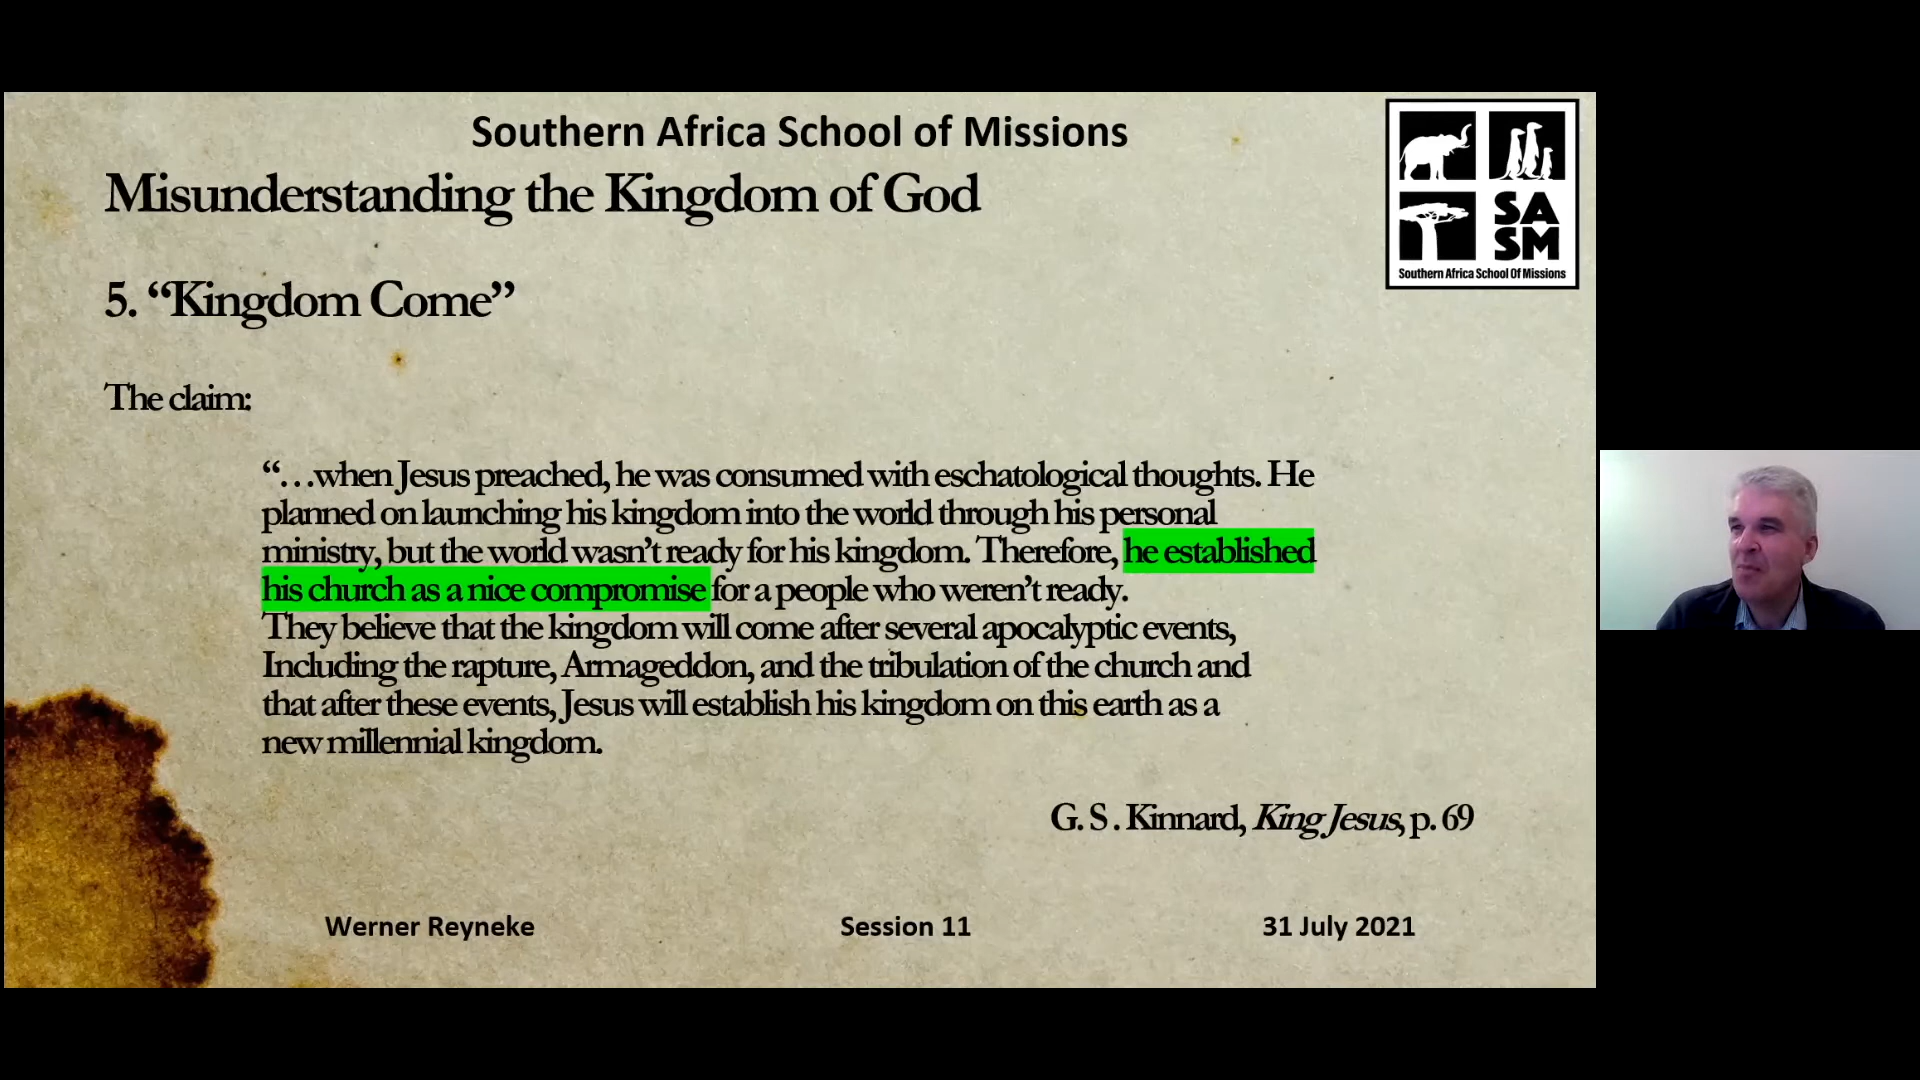 Southern Africa School of Missions
Misunderstanding the Kingdom of God
SA
SM
Southern Africa School Of Missions
5. “Kingdom Come”
The claim:
“…when Jesus preached, he was consumed with eschatological thoughts. He
planned on launching his kingdom into the world through his personal
ministry, but the world wasn’t ready for his kingdom. Therefore, he established
his church as a nice compromise for a people who weren’t ready.
They believe that the kingdom will come after several apocalyptic events,
Including the rapture, Armageddon, and the tribulation of the church and
that after these events, Jesus will establish his kingdom on this earth as a
new millennial kingdom.
G. S . Kinnard, King Jesus, p. 69
Werner Reyneke
Session 11
31 July 2021